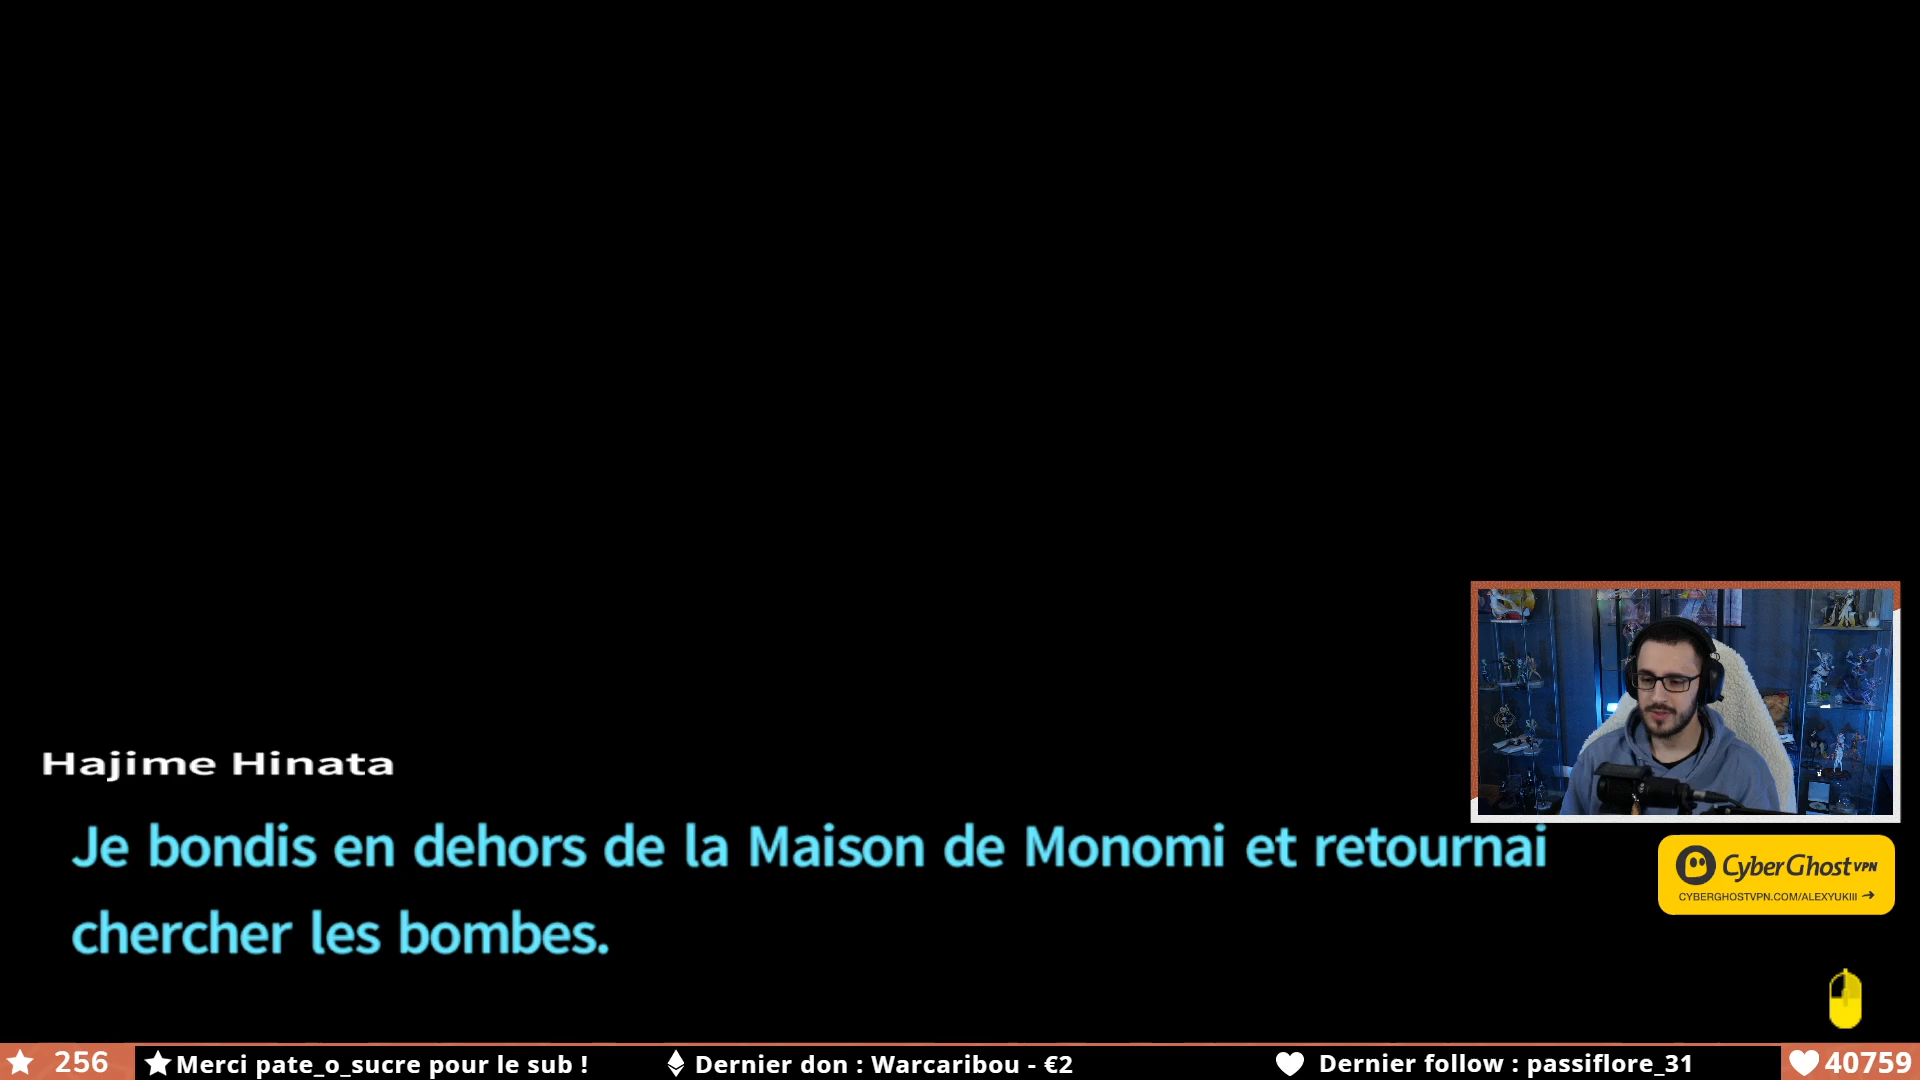 Hajime Hinata
Je bondis en dehors de la Maison de Monomi et retournai
chercher les bombes.
CyberGhost VPN
CYBERGHOSTVPN.COM/ALEXYUKIII →
256
Merci pate_o_sucre pour le sub !
Dernier don : Warcaribou - €2
Dernier follow : passiflore_31
40759